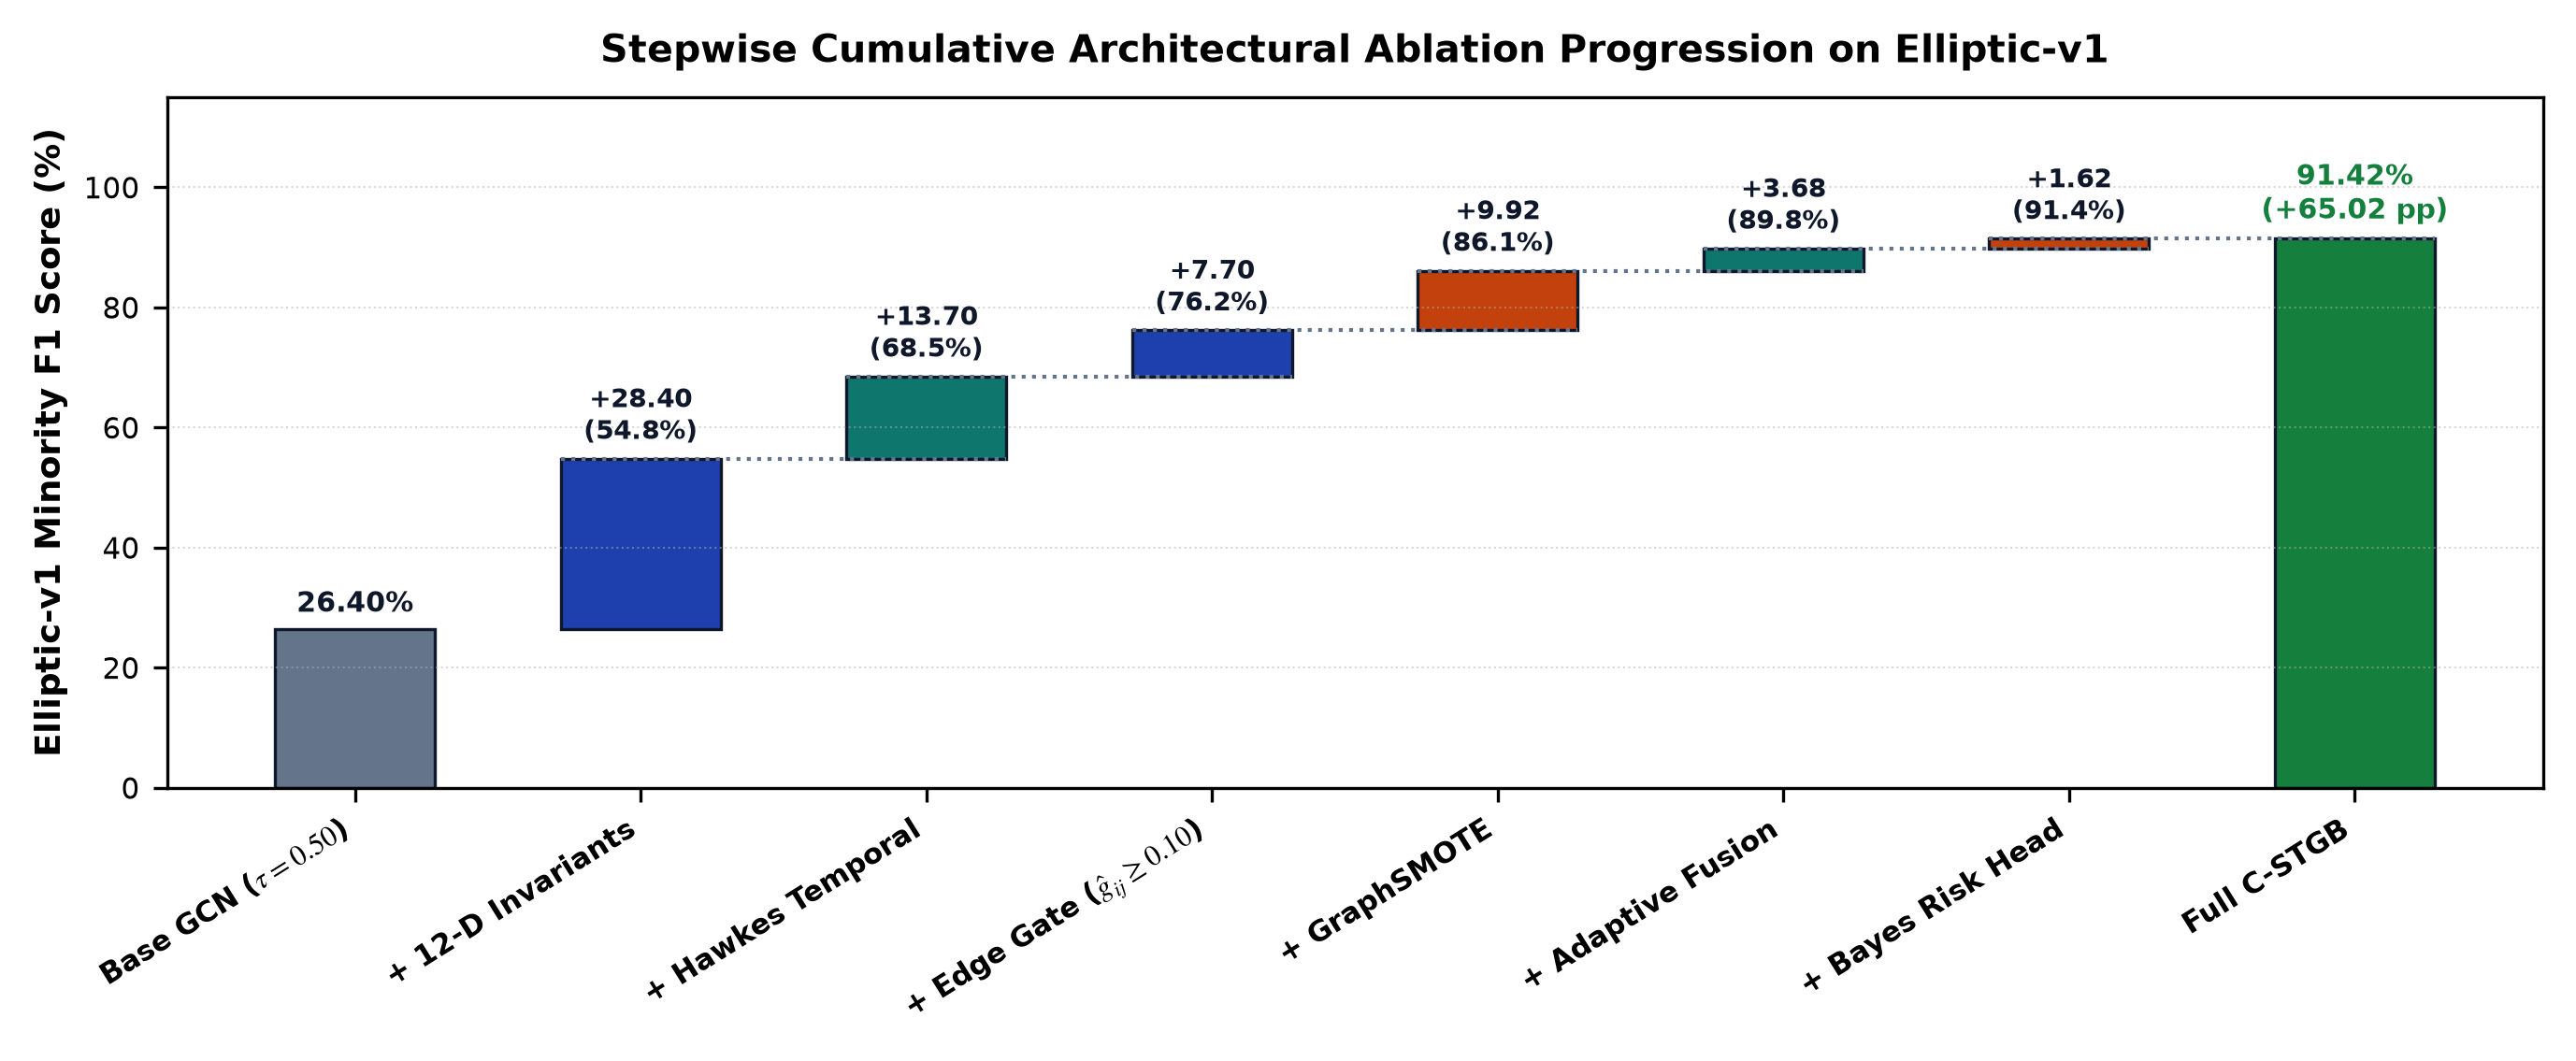 Stepwise Cumulative Architectural Ablation Progression on Elliptic-v1
Elliptic-v1 Minority F1 Score (%)
100
80
60
40
20
0
26.40%
+28.40
(54.8%)
+13.70
(68.5%)
+7.70
(76.2%)
+9.92
(86.1%)
+3.68
(89.8%)
+1.62
(91.4%)
91.42%
(+65.02 pp)
Base GCN (τ = 0.50)
+ 12-D Invariants
+ Hawkes Temporal
+ Edge Gate (ĝij ≥ 0.10)
+ GraphSMOTE
+ Adaptive Fusion
+ Bayes Risk Head
Full C-STGB